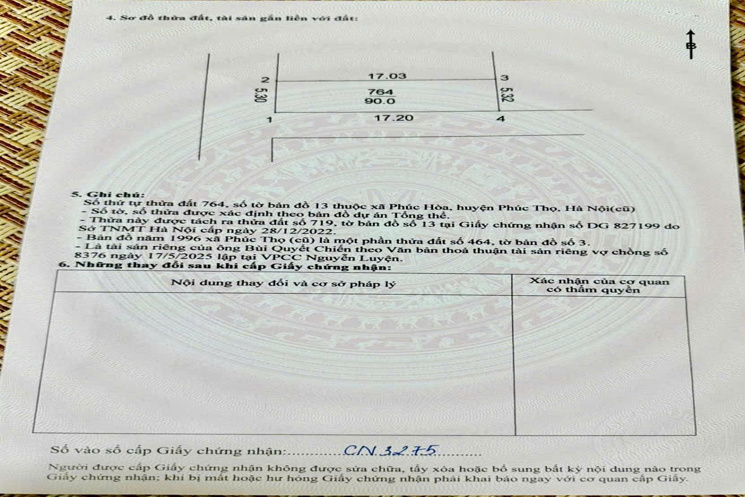 4. Sơ đồ thửa đất, tài sản gắn liền với đất:
B
2 17.03 3
5.30 764 5.32
90.0
1 17.20 4
5. Ghi chú:
Số thứ tự thửa đất 764, số tờ bản đồ 13 thuộc xã Phúc Hòa, huyện Phúc Thọ, Hà Nội(cũ)
- Số tờ, số thửa được xác định theo bản đồ dự án Tổng thể.
- Thửa này được tách ra thửa đất số 719, tờ bản đồ số 13 tại Giấy chứng nhận số DG 827199 do
Sở TNMT Hà Nội cấp ngày 28/12/2022.
- Bản đồ năm 1996 xã Phúc Thọ (cũ) là một phần thửa đất số 464, tờ bản đồ số 3.
- Là tài sản riêng của ông Bùi Quyết Chiến theo Văn bản thoả thuận tài sản riêng vợ chồng số
8376 ngày 17/5/2025 lập tại VPCC Nguyễn Luyện.
6. Những thay đổi sau khi cấp Giấy chứng nhận:
Nội dung thay đổi và cơ sở pháp lý
Xác nhận của cơ quan
có thẩm quyền
Số vào sổ cấp Giấy chứng nhận:..............CN 3275..............
Người được cấp Giấy chứng nhận không được sửa chữa, tẩy xóa hoặc bổ sung bất kỳ nội dung nào trong
Giấy chứng nhận; khi bị mất hoặc hư hỏng Giấy chứng nhận phải khai báo ngay với cơ quan cấp Giấy.